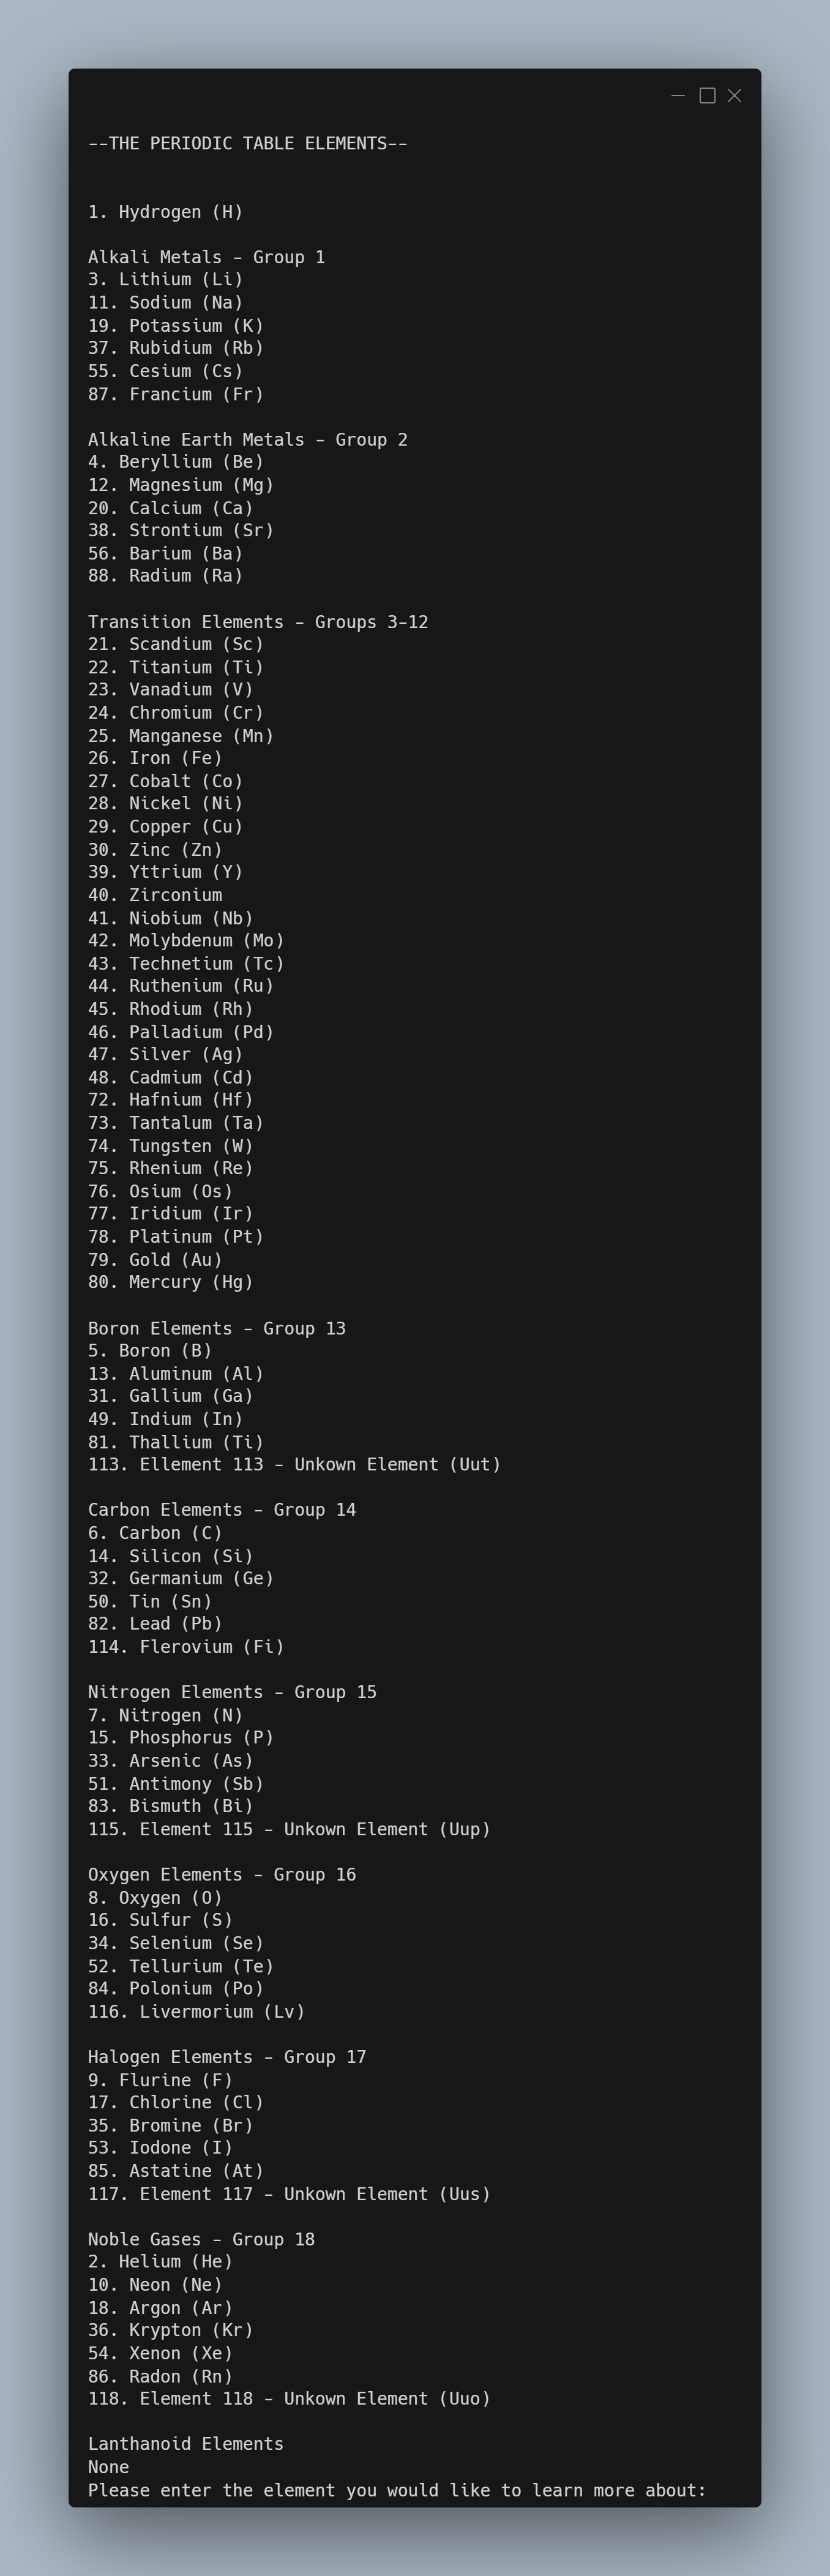 --THE PERIODIC TABLE ELEMENTS--
1. Hydrogen (H)
Alkali Metals - Group 1
3. Lithium (Li)
11. Sodium (Na)
19. Potassium (K)
37. Rubidium (Rb)
55. Cesium (Cs)
87. Francium (Fr)
Alkaline Earth Metals - Group 2
4. Beryllium (Be)
12. Magnesium (Mg)
20. Calcium (Ca)
38. Strontium (Sr)
56. Barium (Ba)
88. Radium (Ra)
Transition Elements - Groups 3-12
21. Scandium (Sc)
22. Titanium (Ti)
23. Vanadium (V)
24. Chromium (Cr)
25. Manganese (Mn)
26. Iron (Fe)
27. Cobalt (Co)
28. Nickel (Ni)
29. Copper (Cu)
30. Zinc (Zn)
39. Yttrium (Y)
40. Zirconium
41. Niobium (Nb)
42. Molybdenum (Mo)
43. Technetium (Tc)
44. Ruthenium (Ru)
45. Rhodium (Rh)
46. Palladium (Pd)
47. Silver (Ag)
48. Cadmium (Cd)
72. Hafnium (Hf)
73. Tantalum (Ta)
74. Tungsten (W)
75. Rhenium (Re)
76. Osium (Os)
77. Iridium (Ir)
78. Platinum (Pt)
79. Gold (Au)
80. Mercury (Hg)
Boron Elements - Group 13
5. Boron (B)
13. Aluminum (Al)
31. Gallium (Ga)
49. Indium (In)
81. Thallium (Ti)
113. Ellement 113 - Unkown Element (Uut)
Carbon Elements - Group 14
6. Carbon (C)
14. Silicon (Si)
32. Germanium (Ge)
50. Tin (Sn)
82. Lead (Pb)
114. Flerovium (Fi)
Nitrogen Elements - Group 15
7. Nitrogen (N)
15. Phosphorus (P)
33. Arsenic (As)
51. Antimony (Sb)
83. Bismuth (Bi)
115. Element 115 - Unkown Element (Uup)
Oxygen Elements - Group 16
8. Oxygen (O)
16. Sulfur (S)
34. Selenium (Se)
52. Tellurium (Te)
84. Polonium (Po)
116. Livermorium (Lv)
Halogen Elements - Group 17
9. Flurine (F)
17. Chlorine (Cl)
35. Bromine (Br)
53. Iodone (I)
85. Astatine (At)
117. Element 117 - Unkown Element (Uus)
Noble Gases - Group 18
2. Helium (He)
10. Neon (Ne)
18. Argon (Ar)
36. Krypton (Kr)
54. Xenon (Xe)
86. Radon (Rn)
118. Element 118 - Unkown Element (Uuo)
Lanthanoid Elements
None
Please enter the element you would like to learn more about: